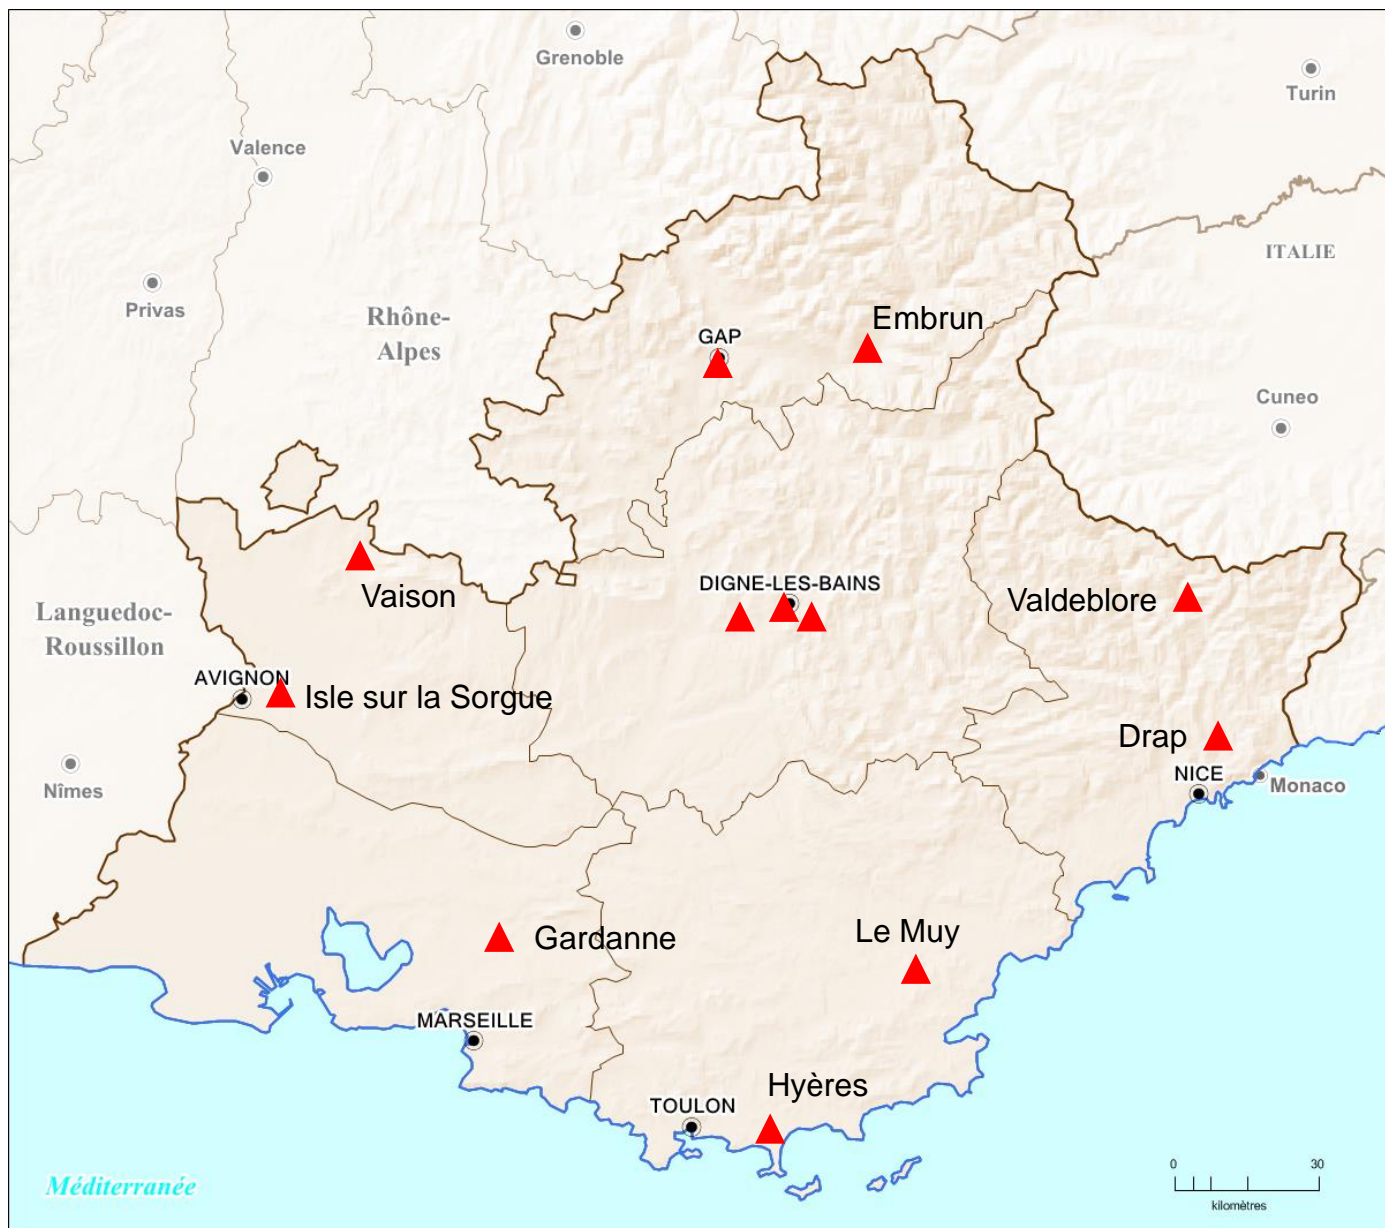 Grenoble
Turin
Valence
ITALIE
Privas
Rhône-
Alpes
Embrun
GAP
Cuneo
DIGNE-LES-BAINS
Vaison
Valdeblore
Languedoc-
Roussillon
AVIGNON
Isle sur la Sorgue
Drap
NICE
Monaco
Nîmes
Gardanne
Le Muy
MARSEILLE
Hyères
TOULON
0 30
kilomètres
Méditerranée